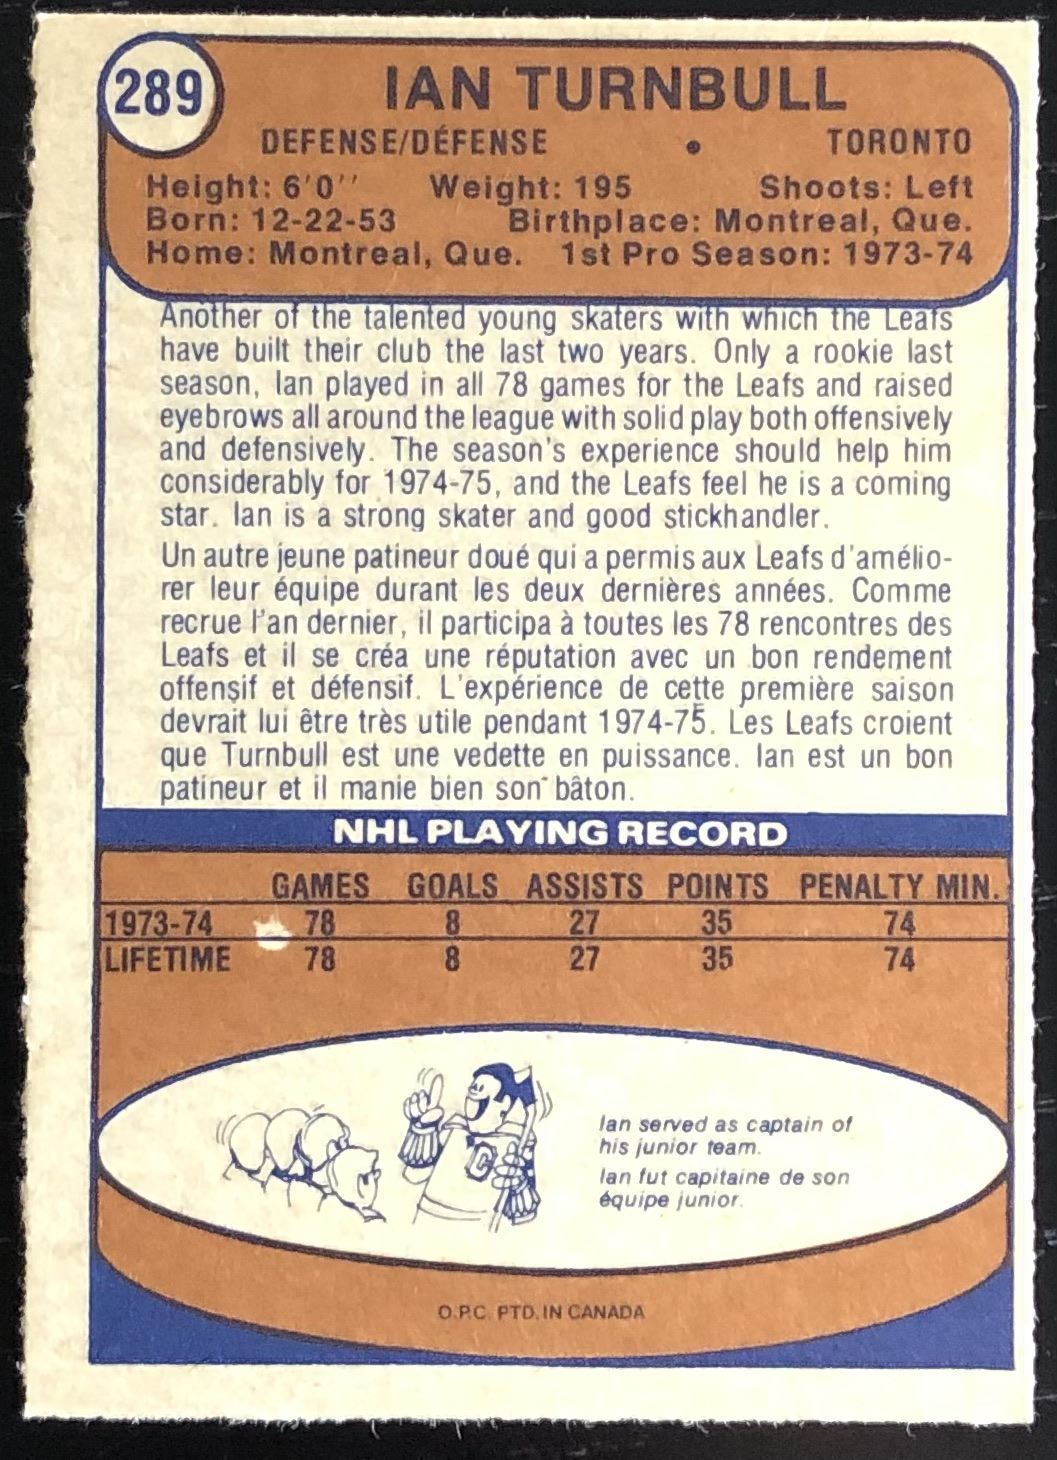 289
IAN TURNBULL
DEFENSE/DÉFENSE • TORONTO
Height: 6'0'' Weight: 195 Shoots: Left
Born: 12-22-53 Birthplace: Montreal, Que.
Home: Montreal, Que. 1st Pro Season: 1973-74
Another of the talented young skaters with which the Leafs
have built their club the last two years. Only a rookie last
season, Ian played in all 78 games for the Leafs and raised
eyebrows all around the league with solid play both offensively
and defensively. The season's experience should help him
considerably for 1974-75, and the Leafs feel he is a coming
star. Ian is a strong skater and good stickhandler.
Un autre jeune patineur doué qui a permis aux Leafs d'amélio-
rer leur équipe durant les deux dernières années. Comme
recrue l'an dernier, il participa à toutes les 78 rencontres des
Leafs et il se créa une réputation avec un bon rendement
offensif et défensif. L'expérience de cette première saison
devrait lui être très utile pendant 1974-75. Les Leafs croient
que Turnbull est une vedette en puissance. Ian est un bon
patineur et il manie bien son bâton.
NHL PLAYING RECORD
GAMES GOALS ASSISTS POINTS PENALTY MIN.
1973-74 78 8 27 35 74
LIFETIME 78 8 27 35 74
C
Ian served as captain of
his junior team.
Ian fut capitaine de son
équipe junior.
O.P.C. PTD. IN CANADA